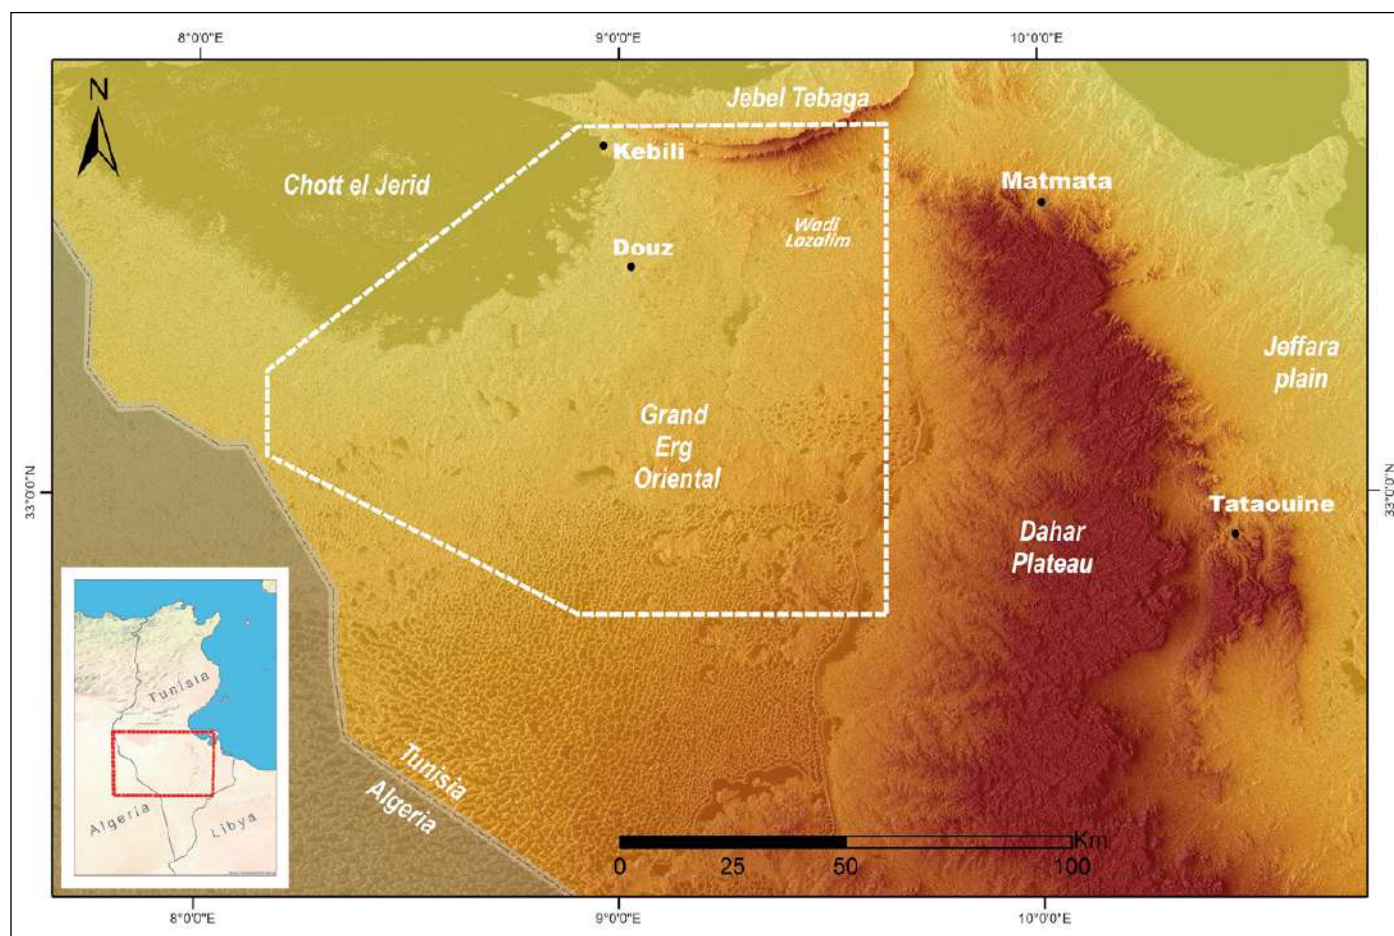 8°0'0"E
9°0'0"E
10°0'0"E
N
Jebel Tebaga
Kebili
Chott el Jerid
Matmata
Wadi
Lazalim
Douz
Jeffara
plain
Grand
Erg
Oriental
33°0'0"N
33°0'0"N
Tataouine
Dahar
Plateau
Tunisia
Tunisia
Algeria
Algeria
Libya
Km
0
25
50
100
8°0'0"E
9°0'0"E
10°0'0"E